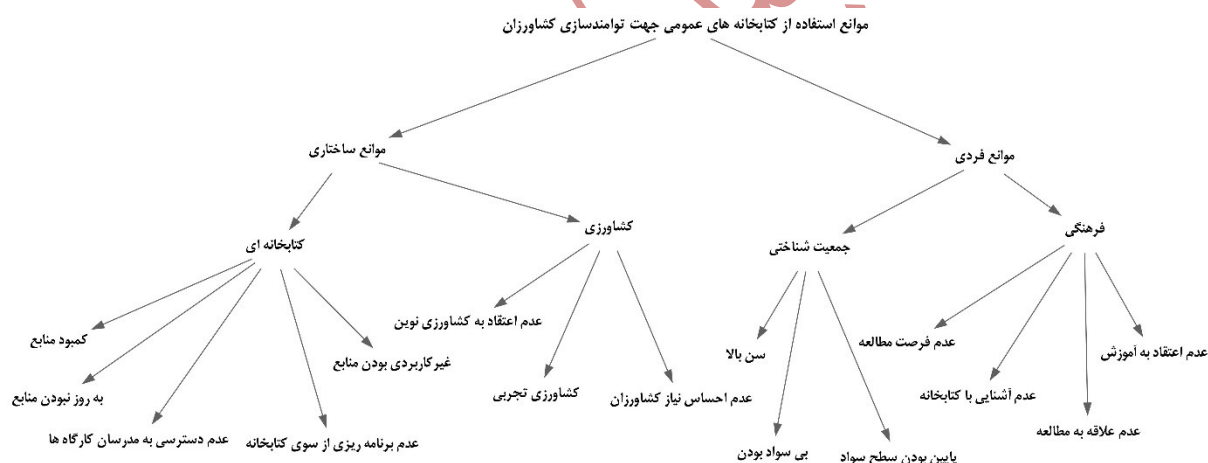 موانع استفاده از کتابخانه های عمومی جهت توامندسازی کشاورزان
موانع فردی
موانع ساختاری
فرهنگی
جمعیت شناختی
کشاورزی
کتابخانه ای
عدم اعتقاد به آموزش
عدم علاقه به مطالعه
عدم آشنایی با کتابخانه
عدم فرصت مطالعه
پایین بودن سطح سواد
بی سواد بودن
سن بالا
عدم احساس نیاز کشاورزان
کشاورزی تجربی
عدم اعتقاد به کشاورزی نوین
غیرکاربردی بودن منابع
عدم برنامه ریزی از سوی کتابخانه
عدم دسترسی به مدرسان کارگاه ها
به روز نبودن منابع
کمبود منابع